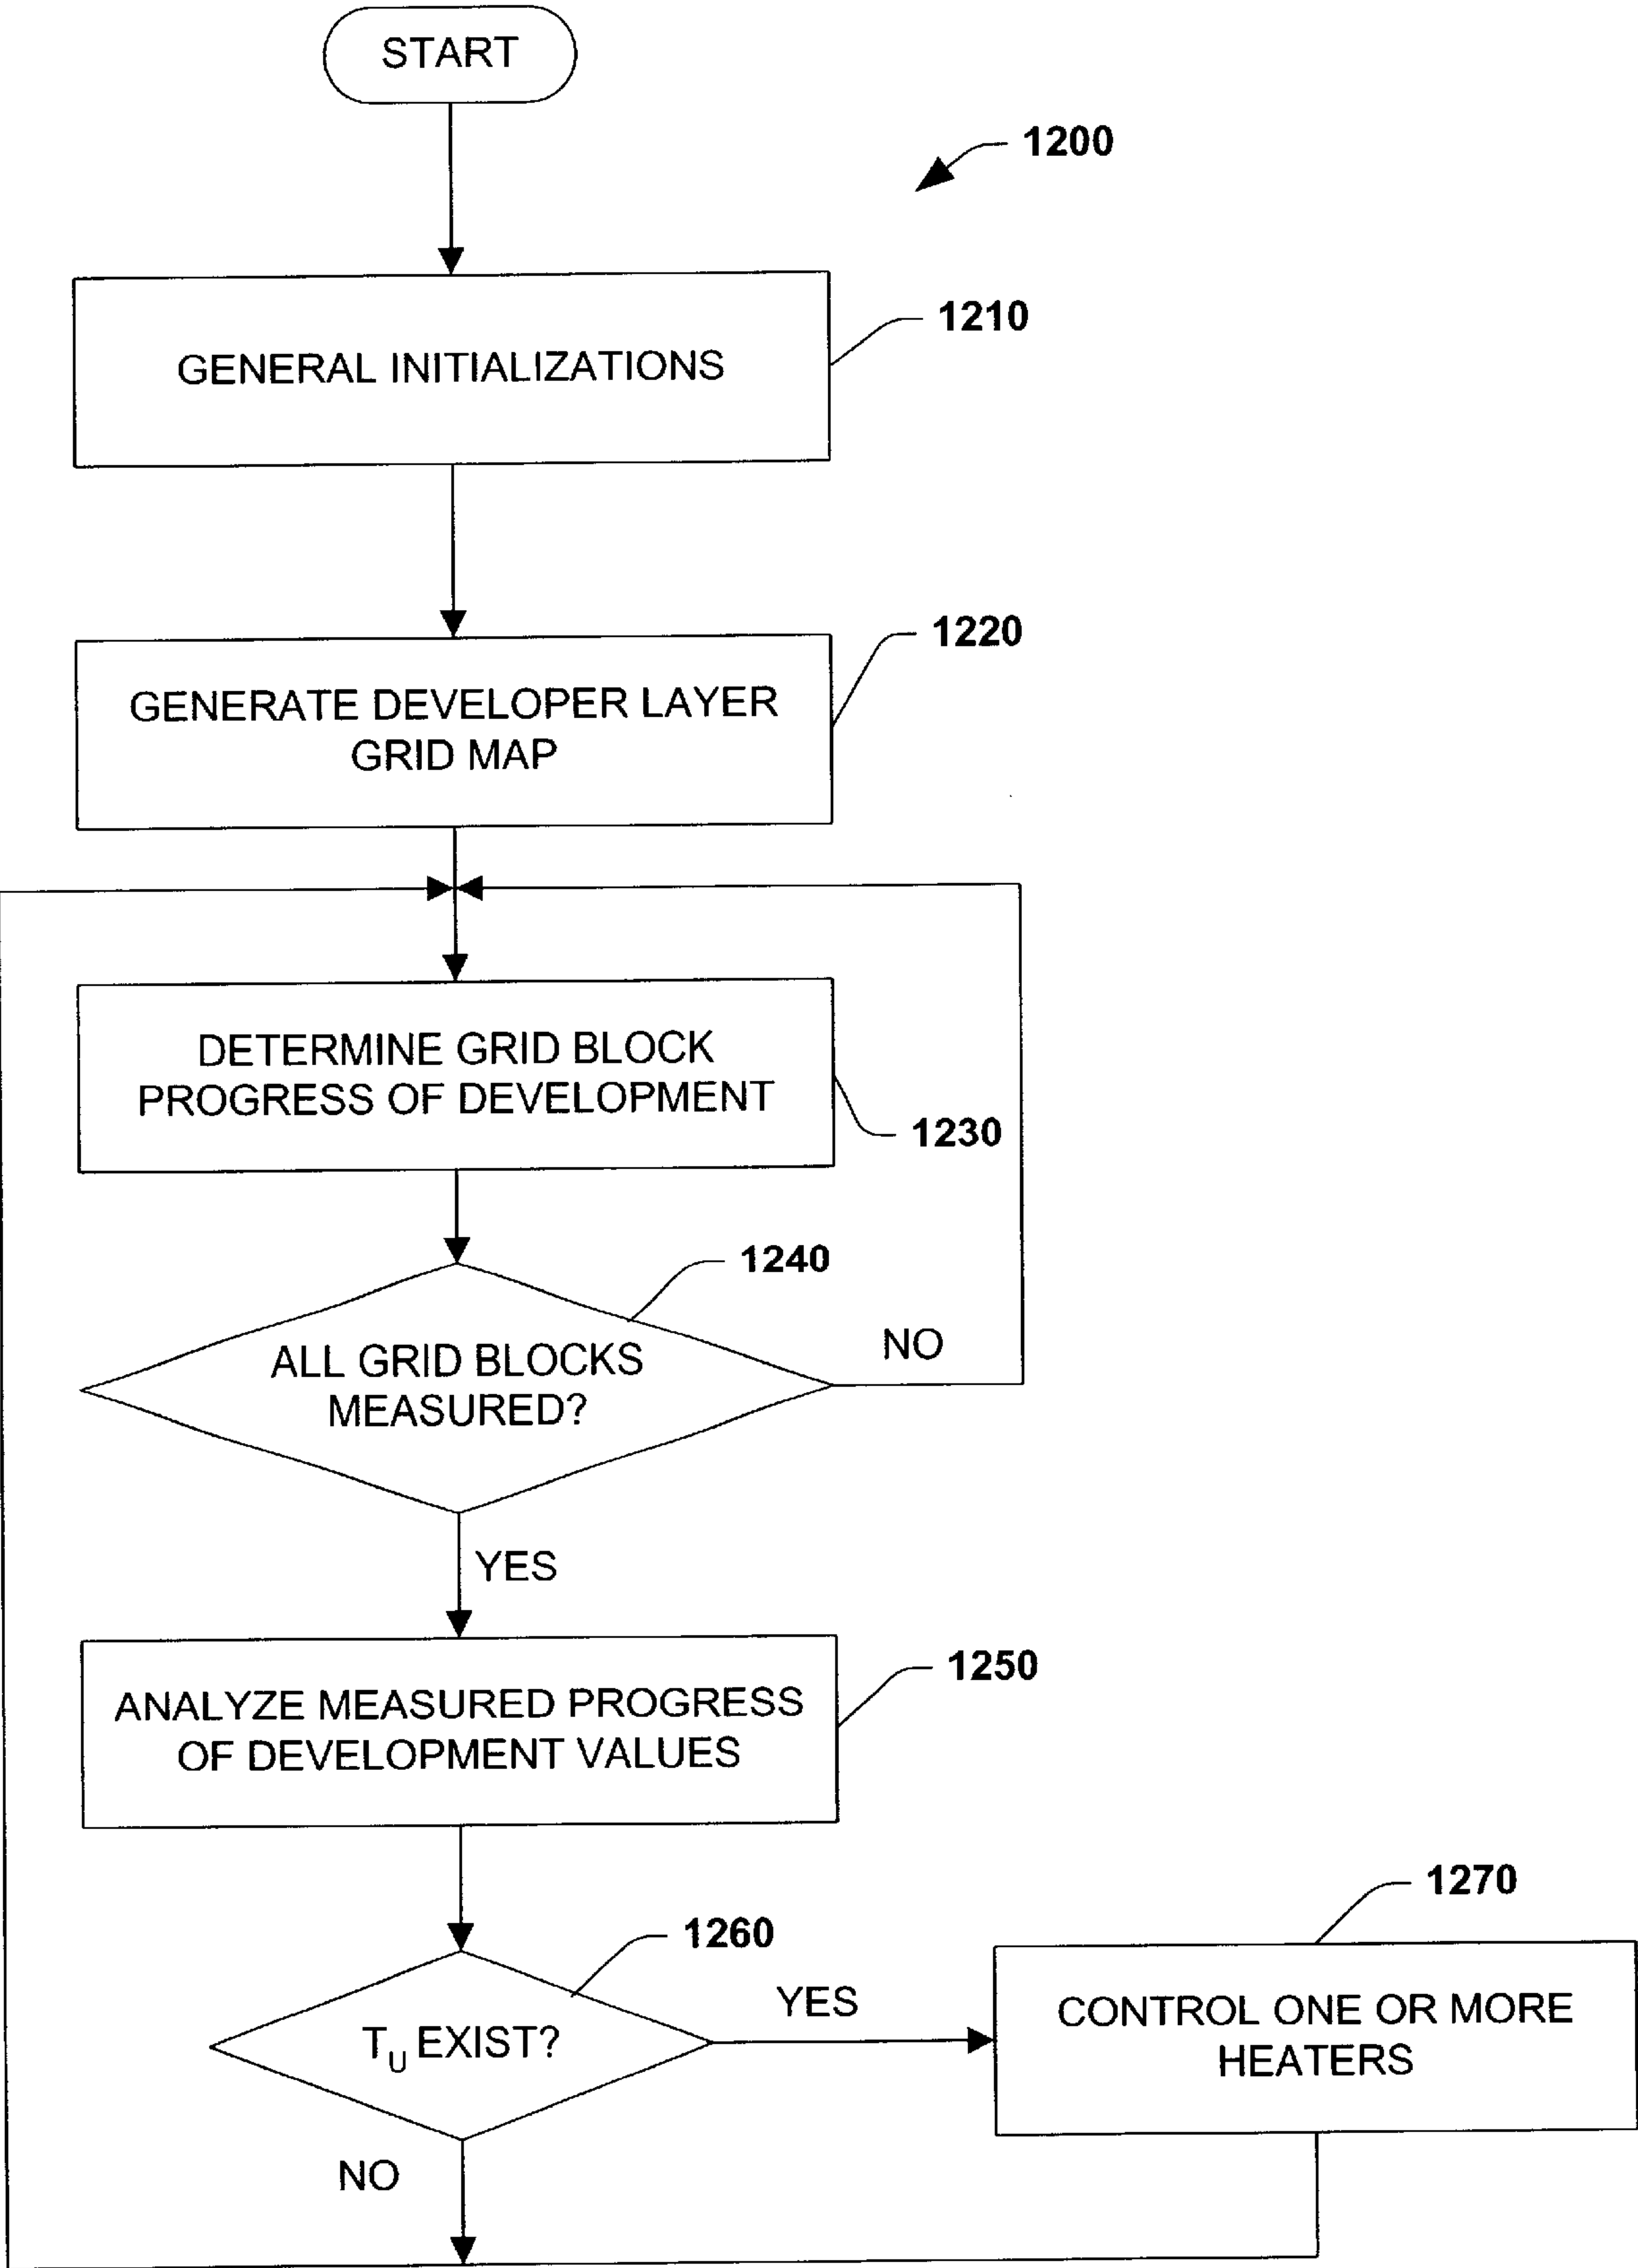 START
1200
1210
GENERAL INITIALIZATIONS
1220
GENERATE DEVELOPER LAYER
GRID MAP
DETERMINE GRID BLOCK
PROGRESS OF DEVELOPMENT
1230
1240
ALL GRID BLOCKS
MEASURED?
NO
YES
1250
ANALYZE MEASURED PROGRESS
OF DEVELOPMENT VALUES
1260
T_U EXIST?
YES
1270
CONTROL ONE OR MORE
HEATERS
NO